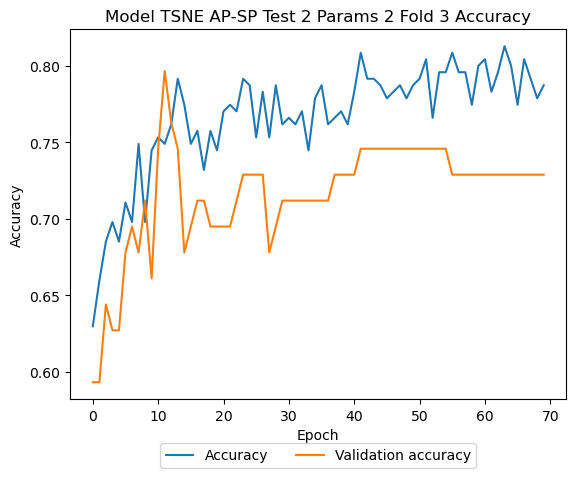 Model TSNE AP-SP Test 2 Params 2 Fold 3 Accuracy
0.80
0.75
0.70
0.65
0.60
Accuracy
0 10 20 30 40 50 60 70
Epoch
Accuracy Validation accuracy